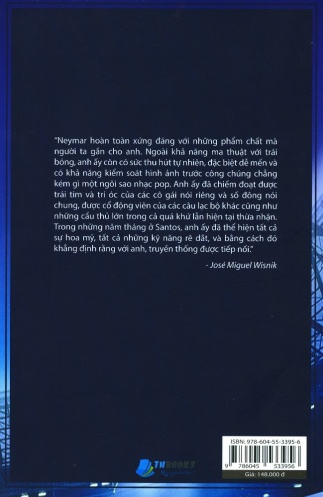 "Neymar hoàn toàn xứng đáng với những phẩm chất mà
người ta gắn cho anh. Ngoài khả năng ma thuật với trái
bóng, anh ấy còn có sức thu hút tự nhiên, đặc biệt dễ mến và
có khả năng kiểm soát hình ảnh trước công chúng chẳng
kém gì một ngôi sao nhạc pop. Anh ấy đã chiếm đoạt được
trái tim và trí óc của các cô gái nói riêng và số đông nói
chung, được cổ động viên của các câu lạc bộ khác cũng như
những cầu thủ lớn trong cả quá khứ lẫn hiện tại thừa nhận.
Trong những năm tháng ở Santos, anh ấy đã thể hiện tất cả
sự hoa mỹ, tất cả những kỹ năng rê dắt, và bằng cách đó
khẳng định rằng với anh, truyền thống được tiếp nối."
- José Miguel Wisnik
ISBN: 978-604-55-3395-6
9 786045 533956
Giá: 148.000 đ
THBOOKS